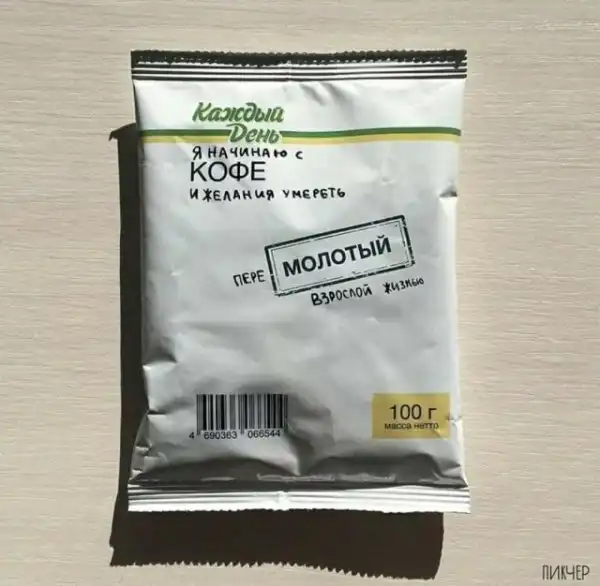 Каждый
День
Я НАЧИНАЮ С
КОФЕ
И ЖЕЛАНИЯ УМЕРЕТЬ
ПЕРЕ МОЛОТЫЙ
ВЗРОСЛОЙ ЖИЗНЬЮ
100 г
масса нетто
4 690363 066544
ПИКЧЕР